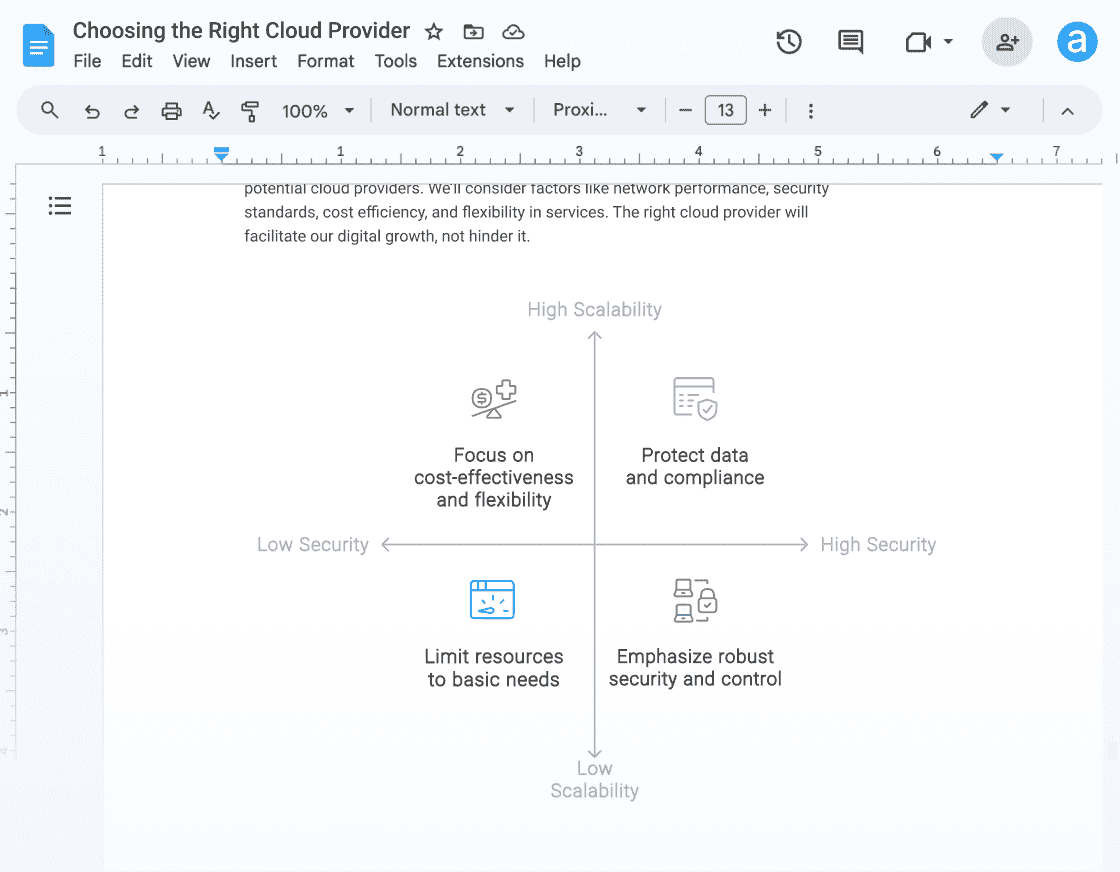 Choosing the Right Cloud Provider
File Edit View Insert Format Tools Extensions Help
a
100% Normal text Proxi... 13
1 1 2 3 4 5 6 7
potential cloud providers. We'll consider factors like network performance, security
standards, cost efficiency, and flexibility in services. The right cloud provider will
facilitate our digital growth, not hinder it.
High Scalability
Focus on
cost-effectiveness
and flexibility
Protect data
and compliance
Low Security
High Security
Limit resources
to basic needs
Emphasize robust
security and control
Low
Scalability
1
2
3
4